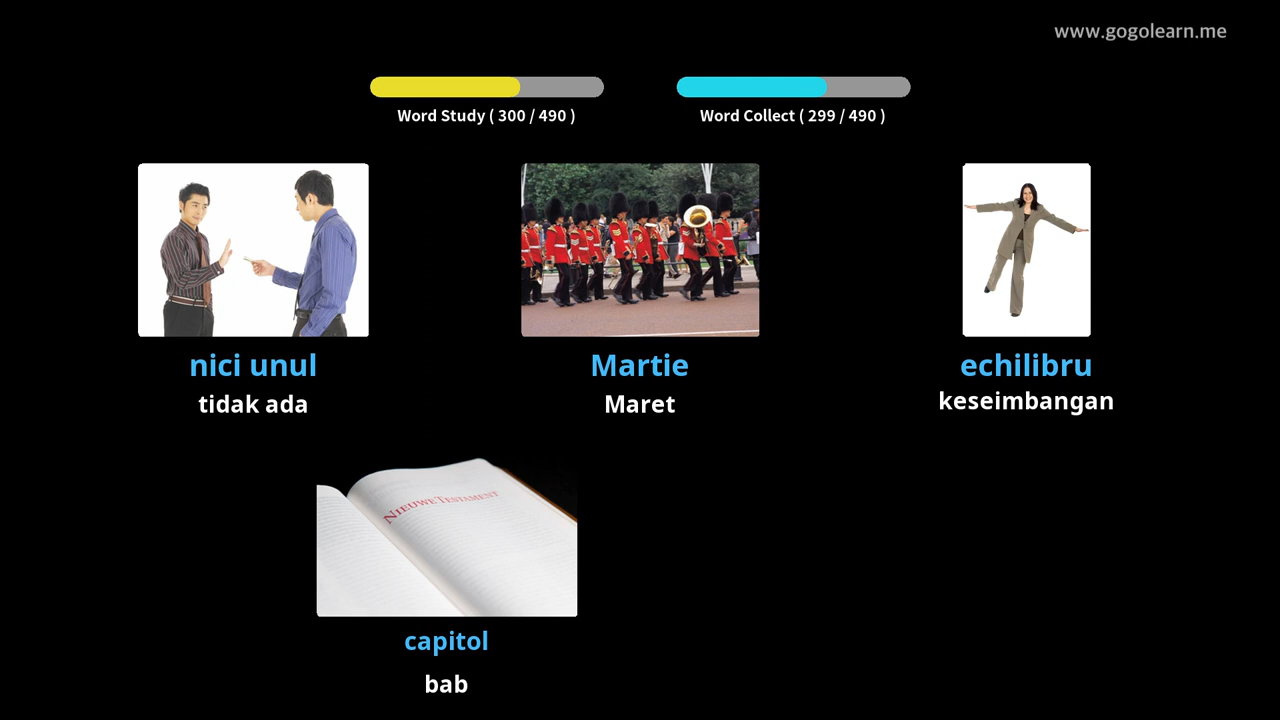 www.gogolearn.me
Word Study ( 300 / 490 )
Word Collect ( 299 / 490 )
nici unul
tidak ada
Martie
Maret
echilibru
keseimbangan
NIEUWE TESTAMENT
capitol
bab